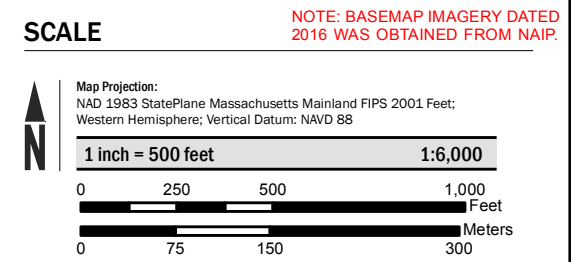 SCALE
NOTE: BASEMAP IMAGERY DATED
2016 WAS OBTAINED FROM NAIP.
N
Map Projection:
NAD 1983 StatePlane Massachusetts Mainland FIPS 2001 Feet;
Western Hemisphere; Vertical Datum: NAVD 88
1 inch = 500 feet 1:6,000
0 250 500 1,000
Feet
Meters
0 75 150 300